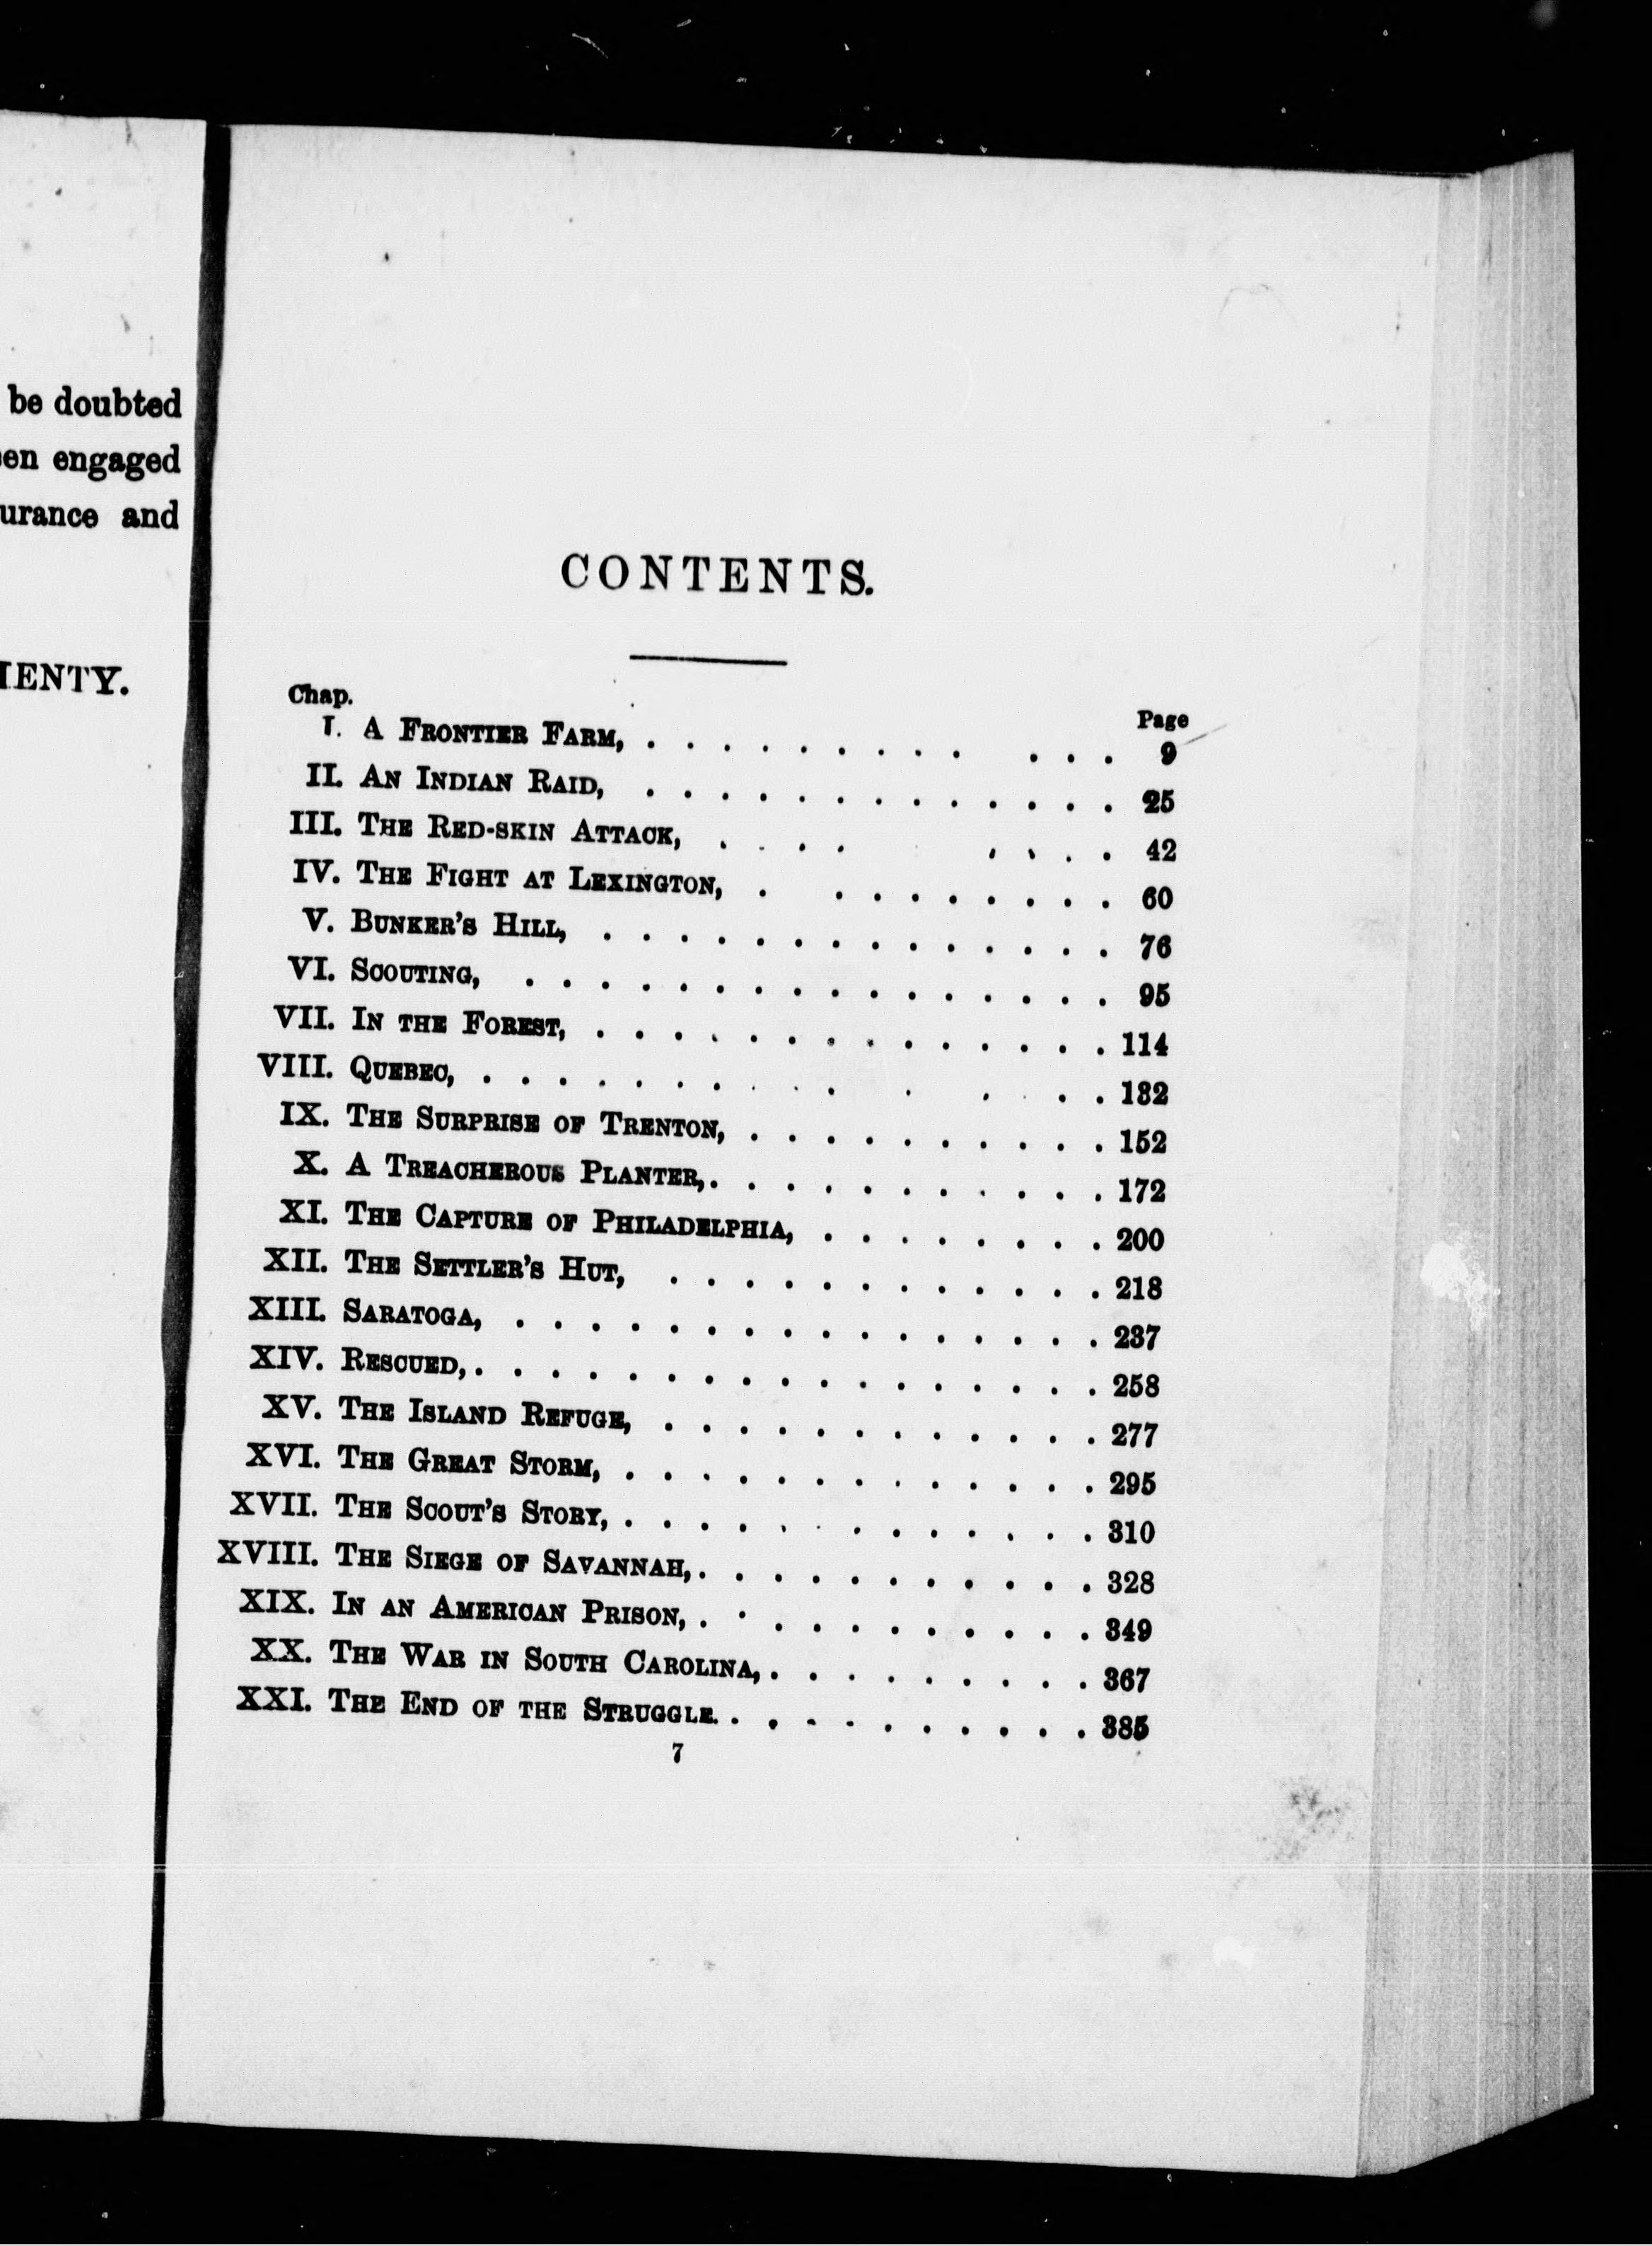 be doubted
engaged
and
CONTENTS.
Chap. Page
I. A FRONTIER FARM, . . . . . . . . . . . . 9
II. AN INDIAN RAID, . . . . . . . . . . . . . 25
III. THE RED-SKIN ATTACK, . . . . . . . . 42
IV. THE FIGHT AT LEXINGTON, . . . . . . . . . 60
V. BUNKER'S HILL, . . . . . . . . . . . . . . 76
VI. SCOUTING, . . . . . . . . . . . . . . . . 95
VII. IN THE FOREST, . . . . . . . . . . . . . . 114
VIII. QUEBEC, . . . . . . . . . . . . . . 132
IX. THE SURPRISE OF TRENTON, . . . . . . . . . . 152
X. A TREACHEROUS PLANTER, . . . . . . . . . . . 172
XI. THE CAPTURE OF PHILADELPHIA, . . . . . . . . 200
XII. THE SETTLER'S HUT, . . . . . . . . . . . . 218
XIII. SARATOGA, . . . . . . . . . . . . . . . . 237
XIV. RESCUED, . . . . . . . . . . . . . . . . . 258
XV. THE ISLAND REFUGE, . . . . . . . . . . . . 277
XVI. THE GREAT STORM, . . . . . . . . . . . . . 295
XVII. THE SCOUT'S STORY, . . . . . . . . . . . . . 310
XVIII. THE SIEGE OF SAVANNAH, . . . . . . . . . . . 328
XIX. IN AN AMERICAN PRISON, . . . . . . . . . . . 349
XX. THE WAR IN SOUTH CAROLINA, . . . . . . . . . 367
XXI. THE END OF THE STRUGGLE. . . . . . . . . . . 385
7